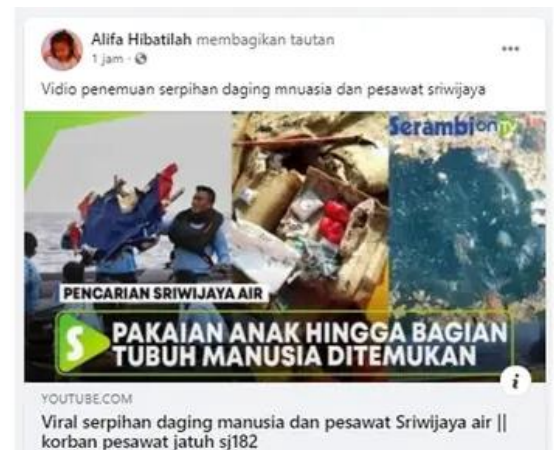 Alifa Hibatilah membagikan tautan
1 jam ·
Vidio penemuan serpihan daging mnuasia dan pesawat sriwijaya
Serambi on TV
PENCARIAN SRIWIJAYA AIR
S
PAKAIAN ANAK HINGGA BAGIAN
TUBUH MANUSIA DITEMUKAN
i
YOUTUBE.COM
Viral serpihan daging manusia dan pesawat Sriwijaya air ||
korban pesawat jatuh sj182